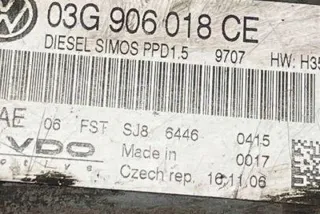 03G 906 018 CE
DIESEL SIMOS PPD1.5 9707 HW: H35
AE 06 FST SJ8 6446 0415
VDO Made in 0017
Czech rep. 16.11.06